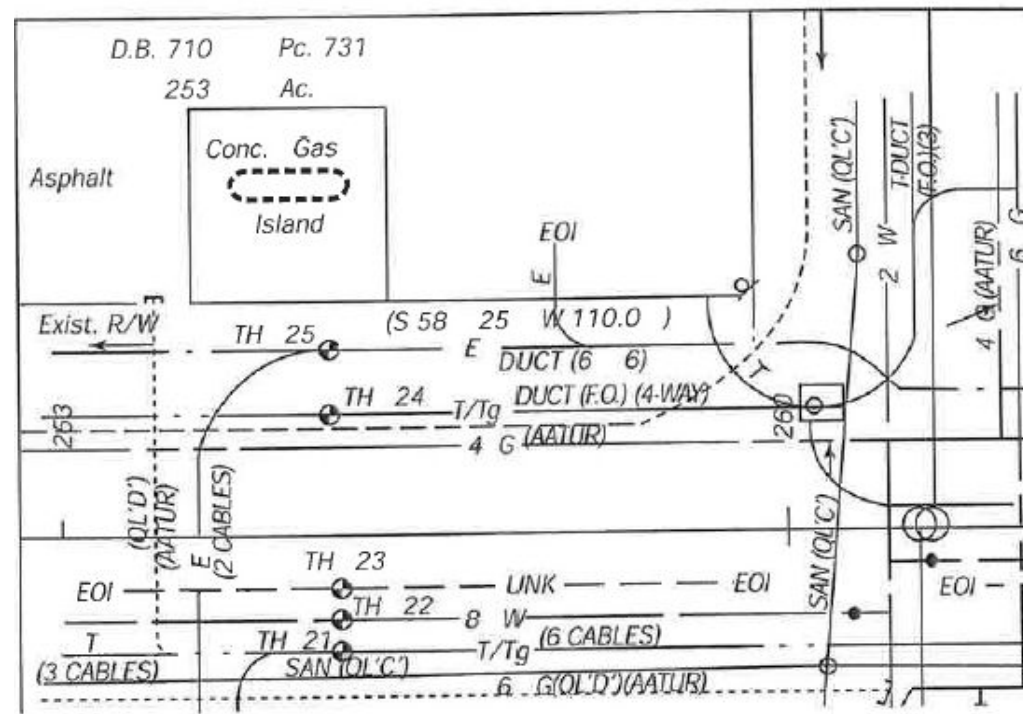 D.B. 710 Pc. 731
253 Ac.
Conc. Gas
Island
Asphalt
EOI
E
SAN (QL'C')
2 W
T-DUCT
(F.O.)(3)
4 G (AATUR)
6 G
E
Exist. R/W
TH 25
(S 58 25 W 110.0 )
E
DUCT (6 6)
T
TH 24
T/Tg
DUCT (F.O.) (4-WAY)
253
260
4 G (AATUR)
(QL'D')
(AATUR)
E
(2 CABLES)
SAN (QL'C')
TH 23
EOI
UNK
EOI
EOI
TH 22
8 W
T
(3 CABLES)
TH 21
T/Tg
(6 CABLES)
SAN (QL'C')
6 G(QL'D')(AATUR)